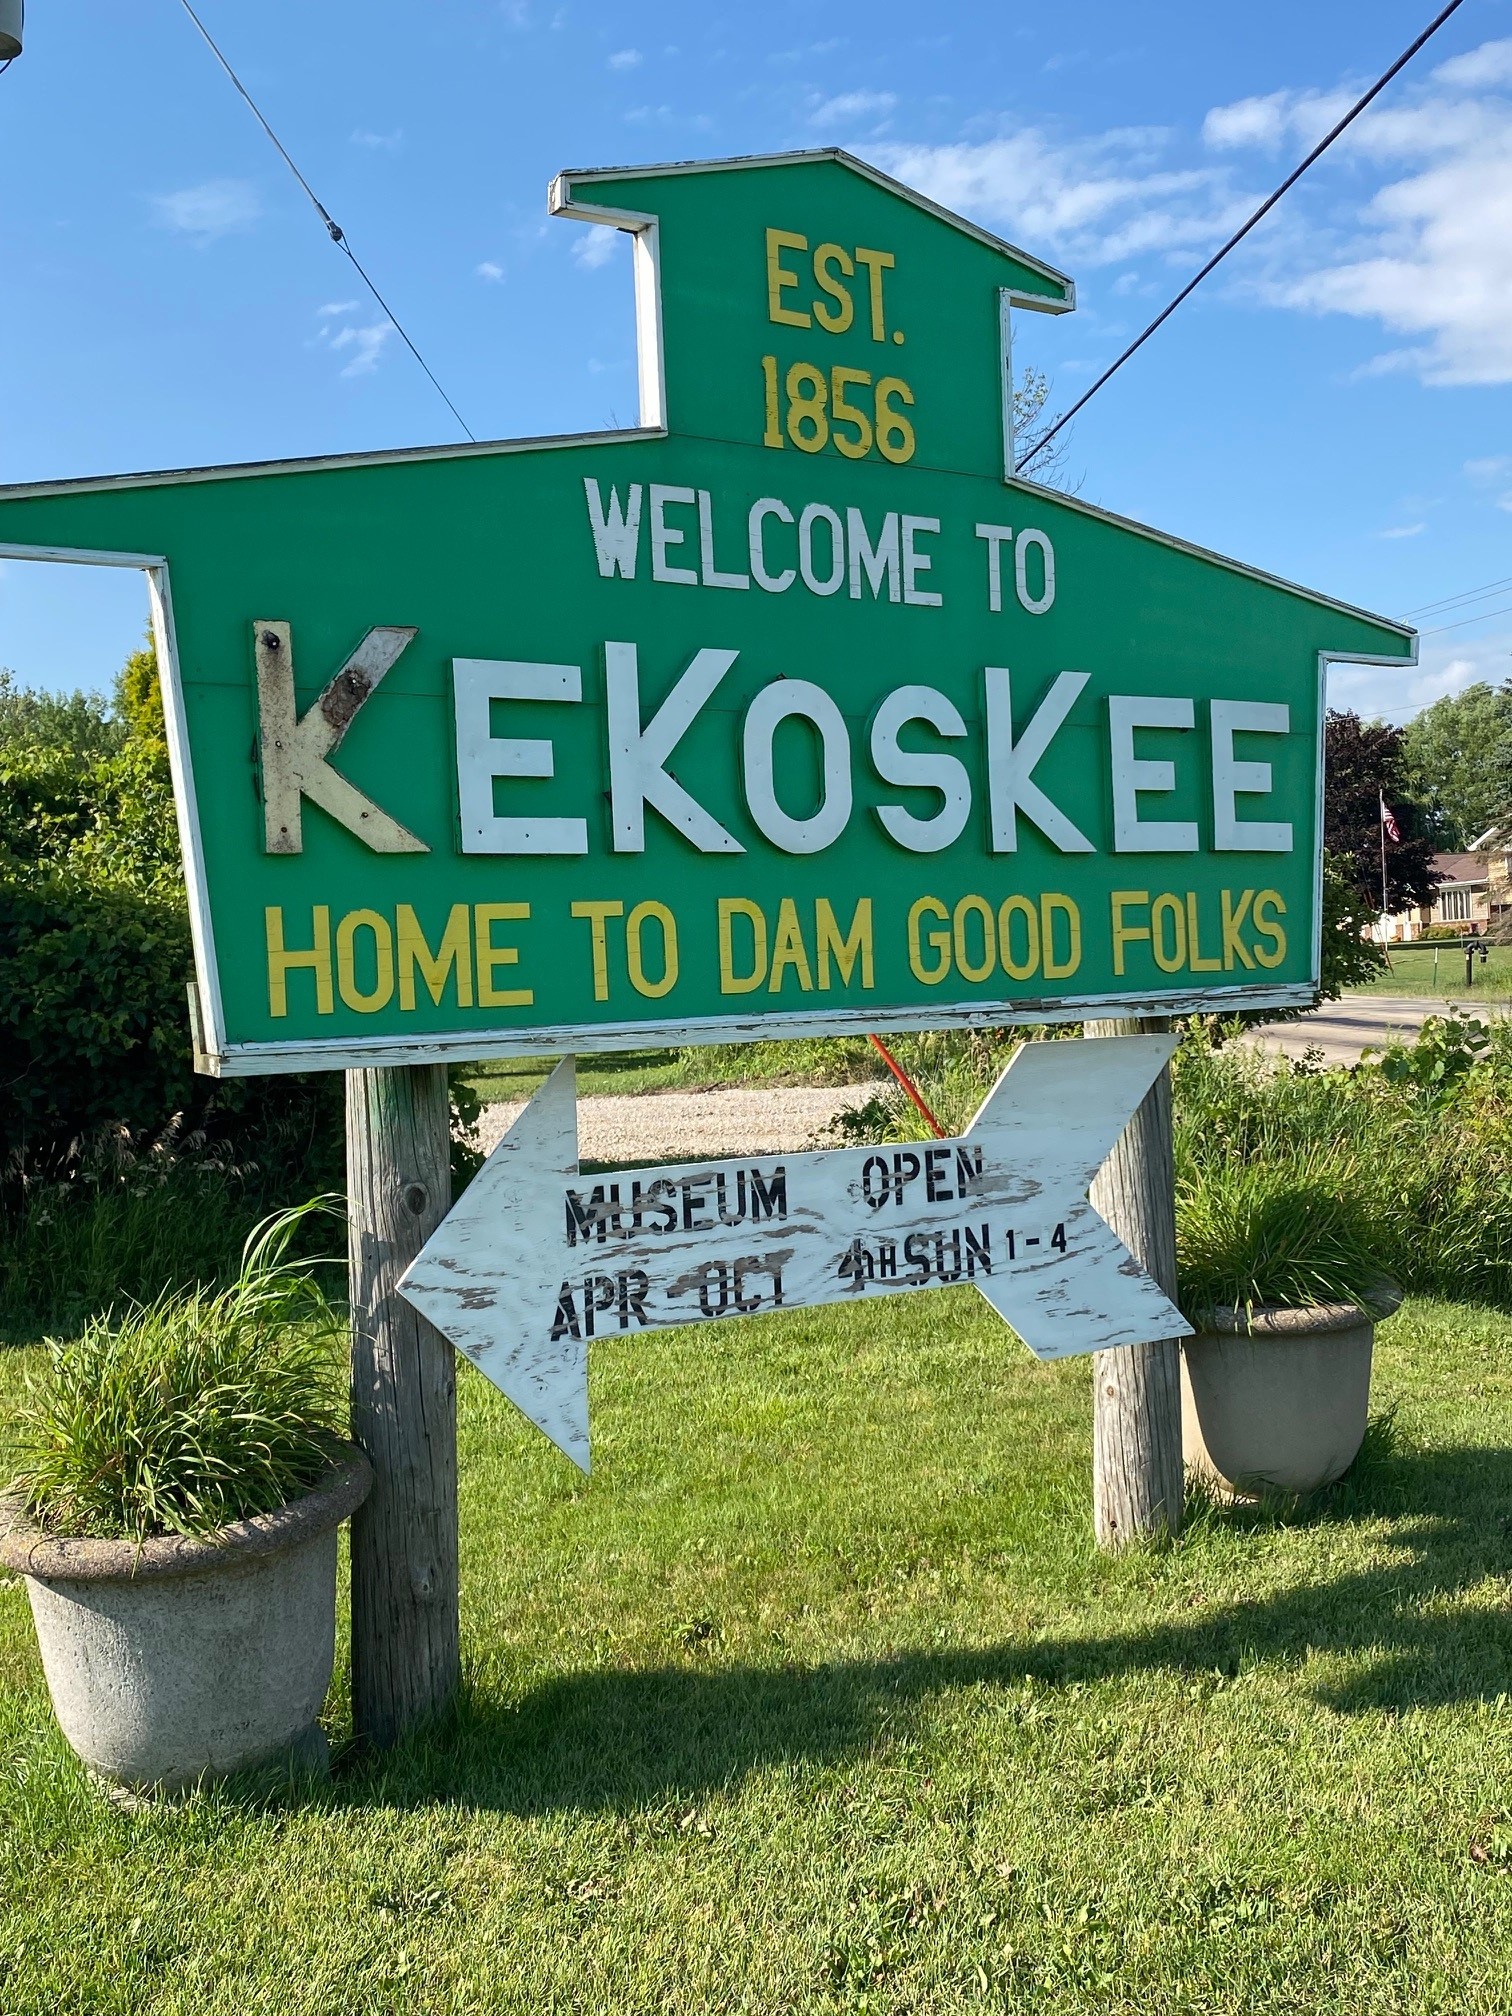 EST.
1856
WELCOME TO
KEKOSKEE
HOME TO DAM GOOD FOLKS
MUSEUM OPEN
APR - OCT 4TH SUN 1-4